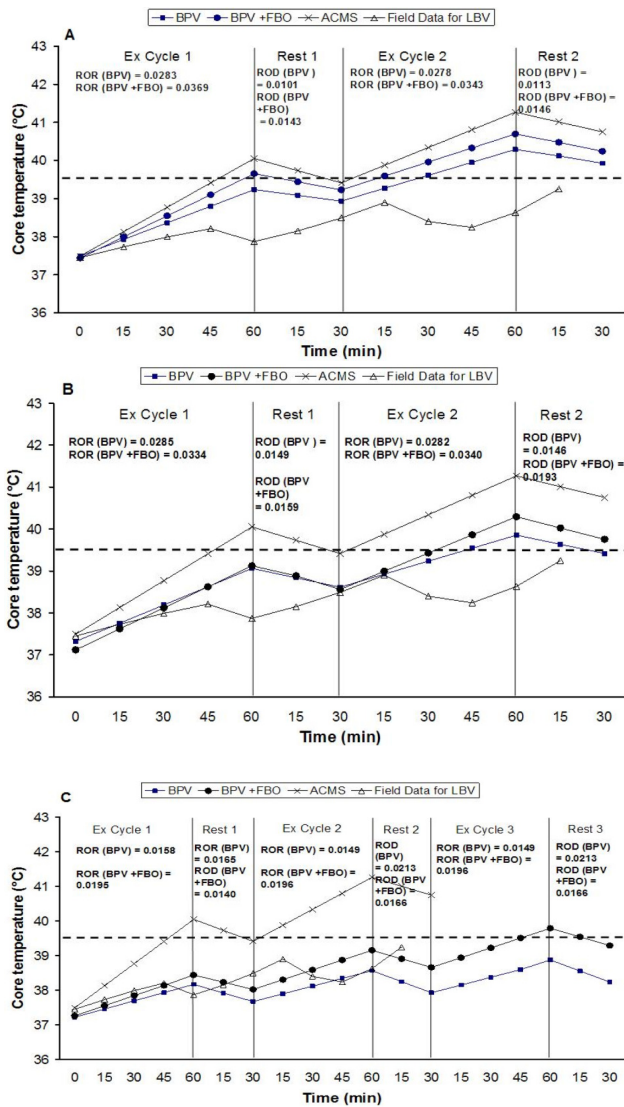 BPV BPV +FBO ACMS Field Data for LBV
A
Ex Cycle 1 Rest 1 Ex Cycle 2 Rest 2
ROR (BPV) = 0.0283
ROR (BPV +FBO) = 0.0369
ROD (BPV )
= 0.0101
ROD (BPV
+FBO)
= 0.0143
ROR (BPV) = 0.0278
ROR (BPV +FBO) = 0.0343
ROD (BPV ) =
0.0113
ROD (BPV +FBO) =
0.0146
Core temperature (°C)
43
42
41
40
39
38
37
36
0 15 30 45 60 15 30 15 30 45 60 15 30
Time (min)
BPV BPV +FBO ACMS Field Data for LBV
B
Ex Cycle 1 Rest 1 Ex Cycle 2 Rest 2
ROR (BPV) = 0.0285
ROR (BPV +FBO) = 0.0334
ROD (BPV ) =
0.0149
ROD (BPV
+FBO)
= 0.0159
ROR (BPV) = 0.0282
ROR (BPV +FBO) = 0.0340
ROD (BPV)
= 0.0146
ROD (BPV +FBO) =
0.0193
Core temperature (°C)
43
42
41
40
39
38
37
36
0 15 30 45 60 15 30 15 30 45 60 15 30
Time (min)
BPV BPV +FBO ACMS Field Data for LBV
C
Ex Cycle 1 Rest 1 Ex Cycle 2 Rest 2 Ex Cycle 3 Rest 3
ROR (BPV) = 0.0158
ROR (BPV +FBO) =
0.0195
ROR (BPV)
= 0.0165
ROD (BPV
+FBO) =
0.0140
ROR (BPV) = 0.0149
ROR (BPV +FBO) =
0.0196
ROD
(BPV)
= 0.0213
ROD (BPV
+FBO) =
0.0166
ROR (BPV) = 0.0149
ROR (BPV +FBO) =
0.0196
ROD (BPV)
= 0.0213
ROD (BPV
+FBO) =
0.0166
Core temperature (°C)
43
42
41
40
39
38
37
36
0 15 30 45 60 15 30 15 30 45 60 15 30 15 30 45 60 15 30
Time (min)